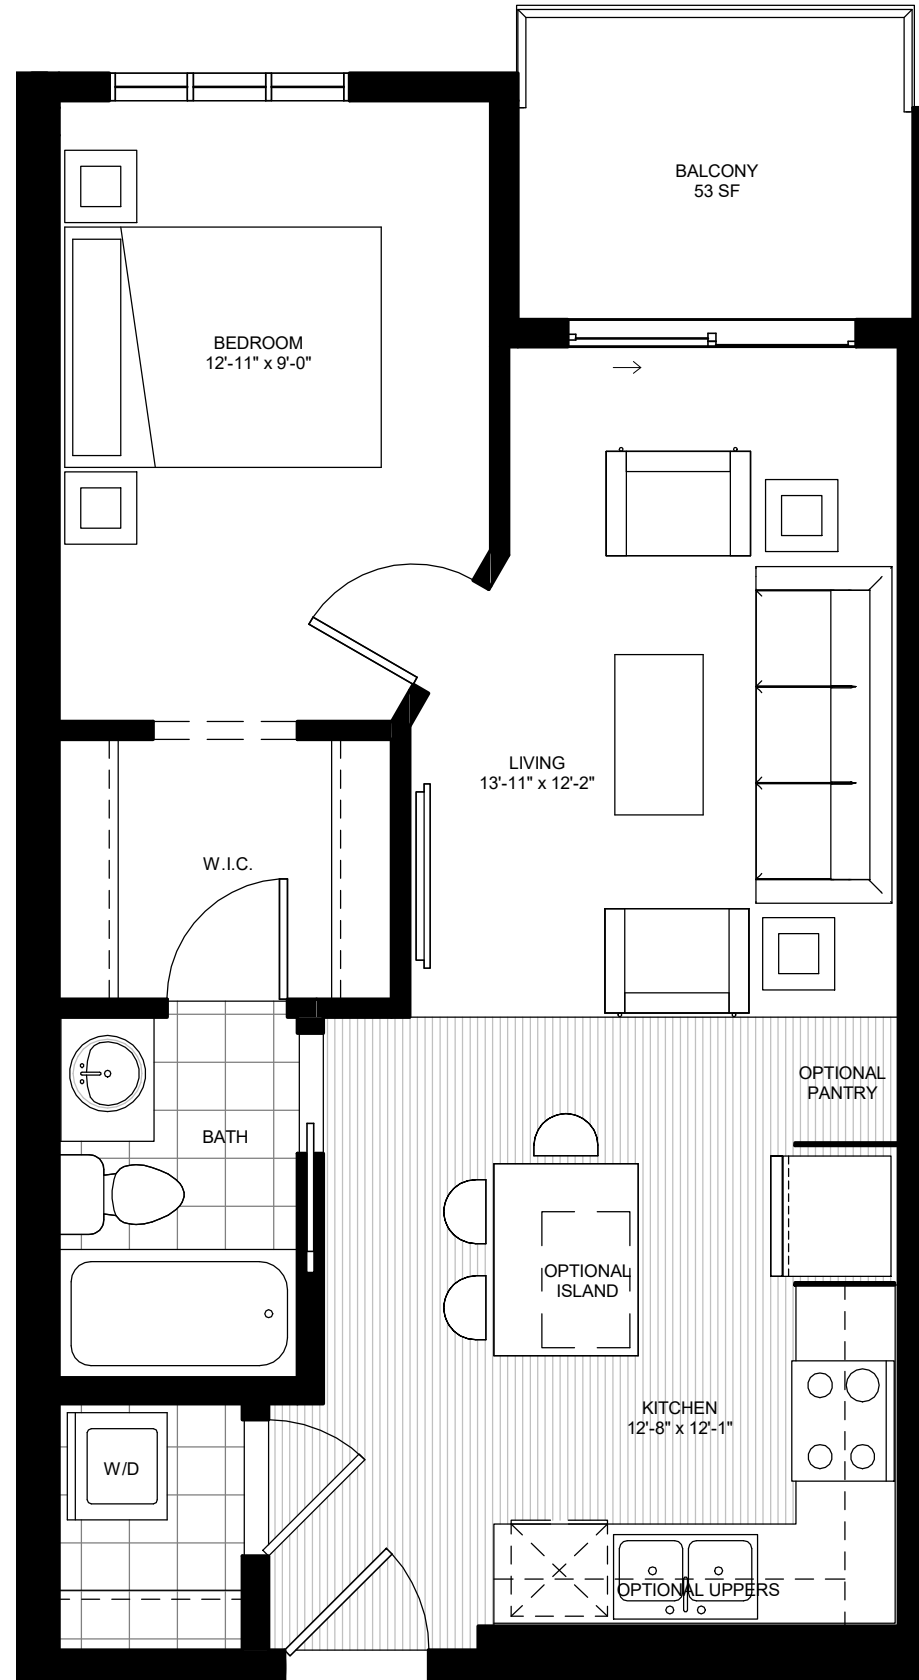 BALCONY
53 SF
BEDROOM
12'-11" x 9'-0"
LIVING
13'-11" x 12'-2"
W.I.C.
OPTIONAL
PANTRY
BATH
OPTIONAL
ISLAND
KITCHEN
12'-8" x 12'-1"
W/D
OPTIONAL UPPERS